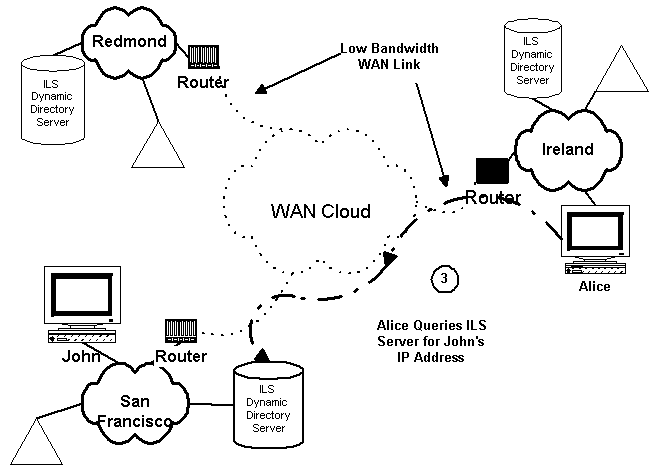 Redmond
Router
ILS
Dynamic
Directory
Server
Low Bandwidth
WAN Link
ILS
Dynamic
Directory
Server
Ireland
Router
WAN Cloud
Alice
3
Alice Queries ILS
Server for John's
IP Address
John
Router
San
Francisco
ILS
Dynamic
Directory
Server